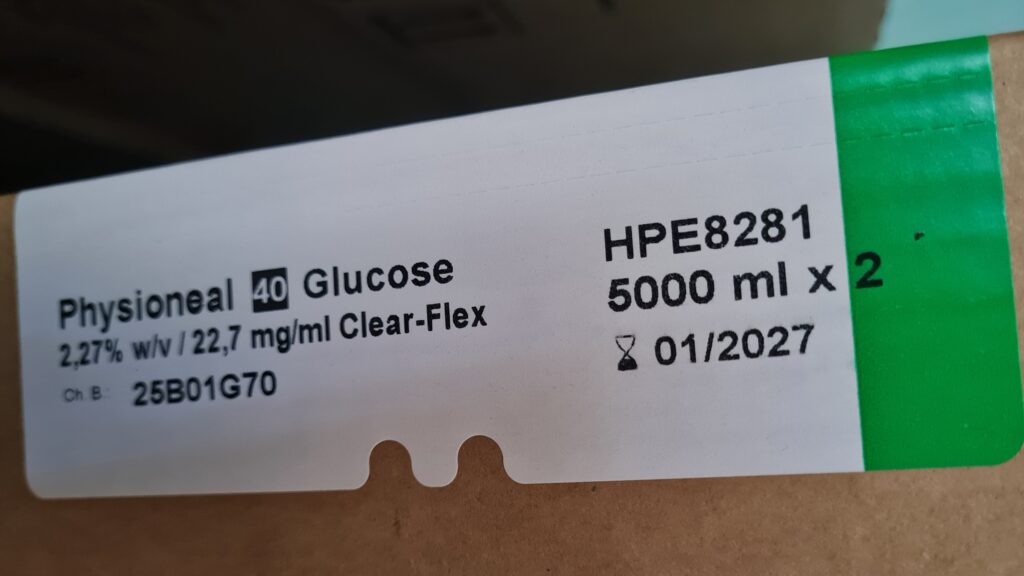 Physioneal 40 Glucose
2,27% w/v / 22,7 mg/ml Clear-Flex
Ch. B.: 25B01G70
HPE8281
5000 ml x 2
01/2027